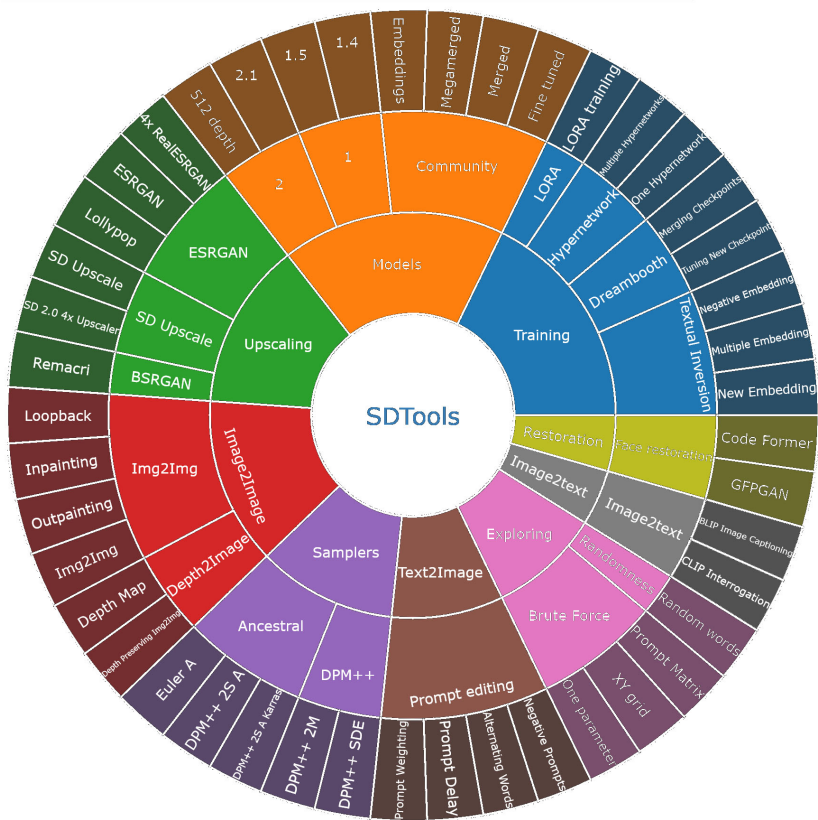 SDTools
Models
Community
Embeddings
Megamerged
Merged
Fine tuned
1
1.4
1.5
2
2.1
512 depth
Training
LORA
LORA training
Hypernetwork
Multiple Hypernetworks
One Hypernetwork
Dreambooth
Merging Checkpoints
Tuning New Checkpoint
Textual Inversion
Negative Embedding
Multiple Embedding
New Embedding
Restoration
Face restoration
Code Former
GFPGAN
Image2text
Image2text
BLIP Image Captioning
CLIP Interrogation
Exploring
Randomness
Random words
Brute Force
Prompt Matrix
XY grid
One parameter
Text2Image
Prompt editing
Negative Prompts
Alternating Words
Prompt Delay
Prompt Weighting
Samplers
DPM++
DPM++ SDE
DPM++ 2M
Ancestral
DPM++ 2S A Karras
DPM++ 2S A
Euler A
Image2Image
Depth2Image
Depth Preserving Img2Img
Depth Map
Img2Img
Img2Img
Outpainting
Inpainting
Loopback
Upscaling
BSRGAN
Remacri
SD Upscale
SD 2.0 4x Upscaler
SD Upscale
ESRGAN
Lollypop
ESRGAN
4x RealESRGAN